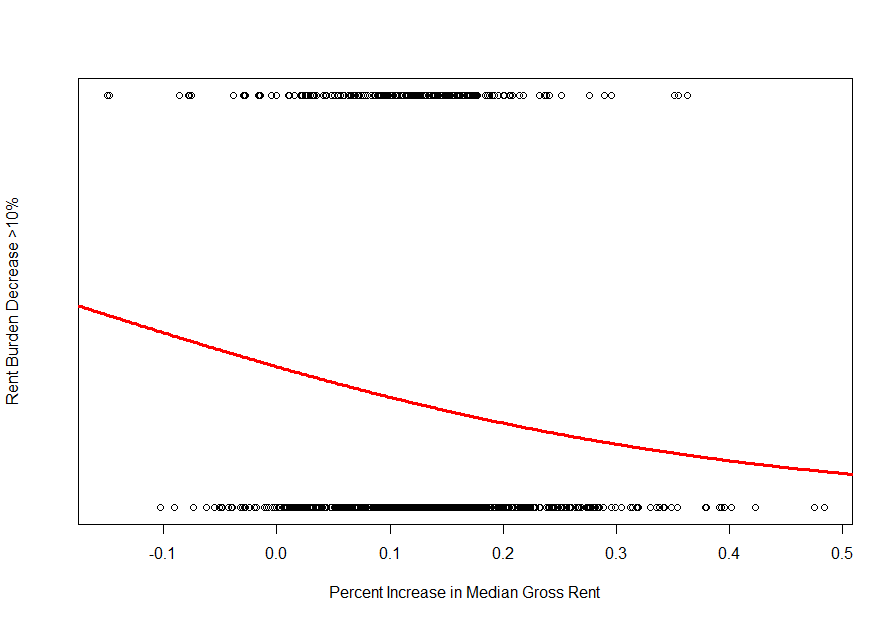 Rent Burden Decrease >10%
-0.1 0.0 0.1 0.2 0.3 0.4 0.5
Percent Increase in Median Gross Rent